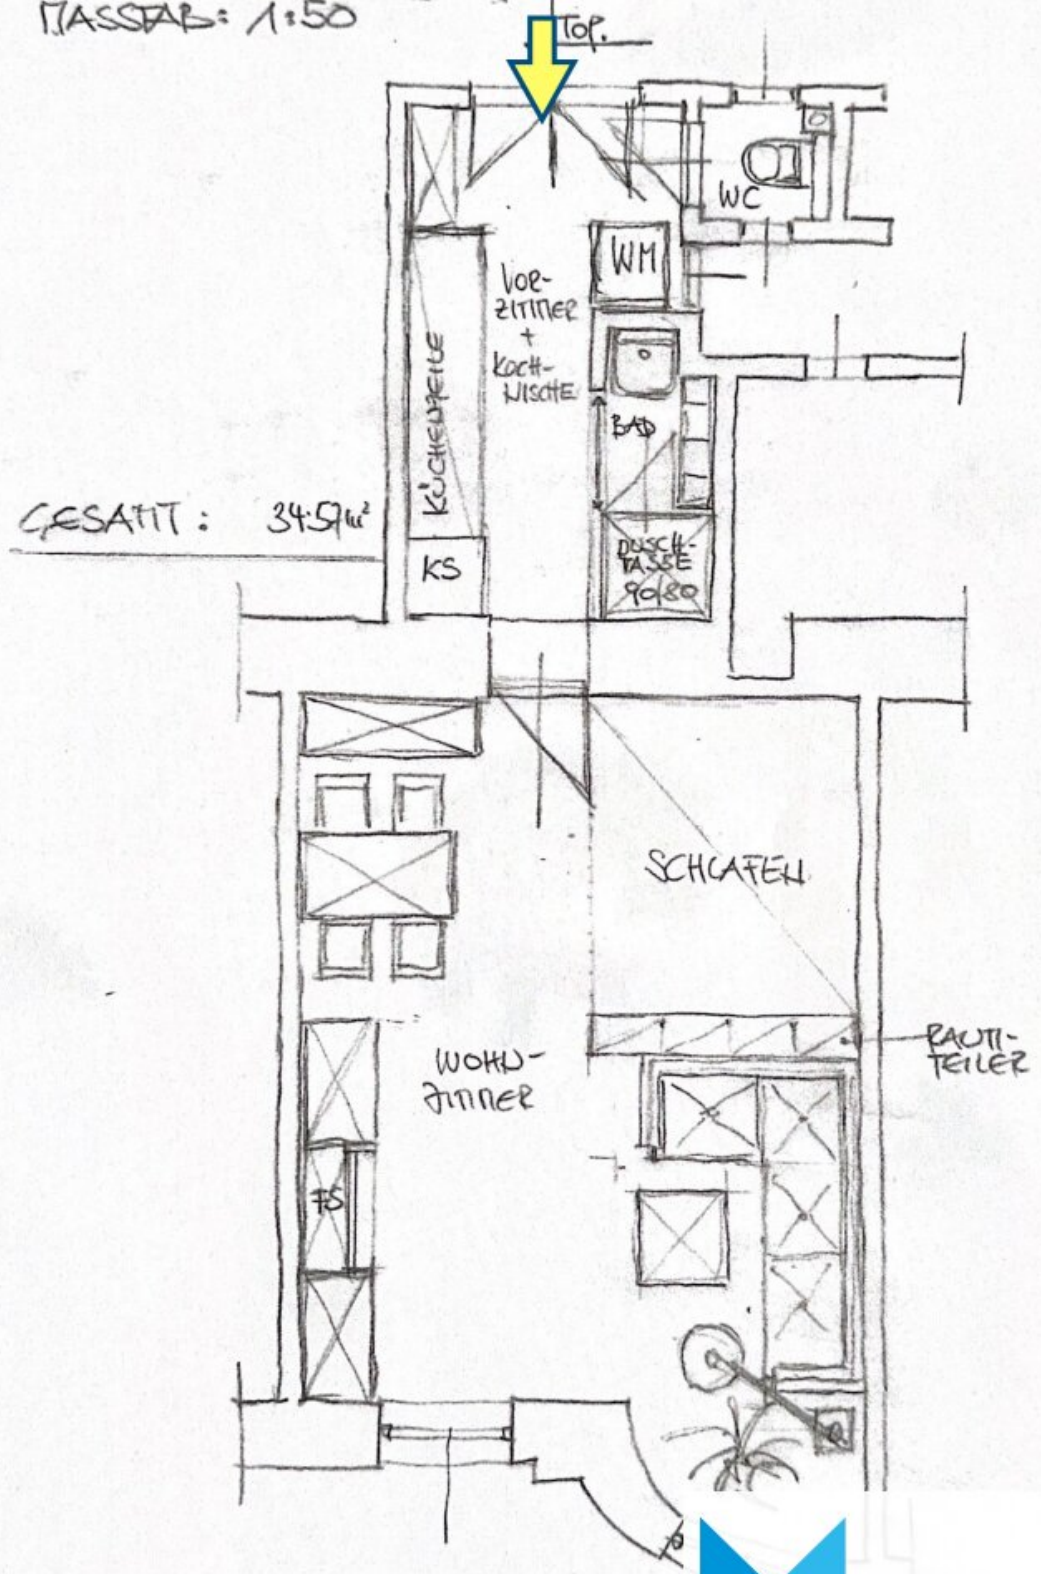 MASSTAB: 1:50
TOP.
WC
WM
VOR-
ZIMMER
+
KOCH-
NISCHE
KÜCHENZEILE
BAD
GESAMT: 34.57m²
KS
DUSCH-
TASSE
90/80
SCHLAFEN
RAUM-
TEILER
WOHN-
ZIMMER
FS